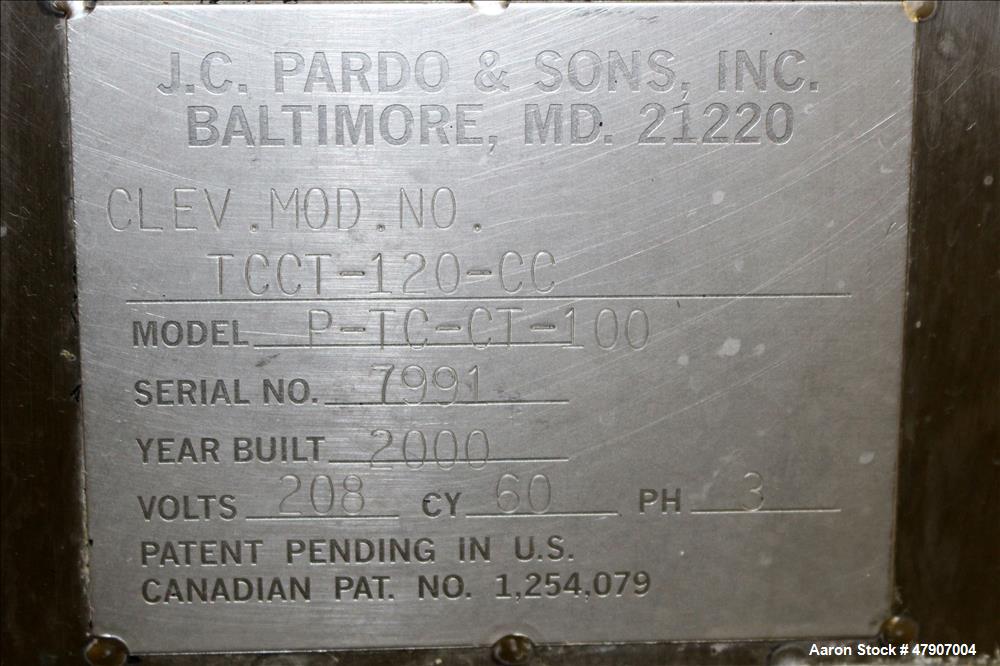 J.C. PARDO & SONS, INC.
BALTIMORE, MD. 21220
CLEV.MOD.NO.
TCCT-120-CC
MODEL P-TC-CT-100
SERIAL NO. 7991
YEAR BUILT 2000
VOLTS 208 CY 60 PH 3
PATENT PENDING IN U.S.
CANADIAN PAT. NO. 1,254,079
Aaron Stock # 47907004